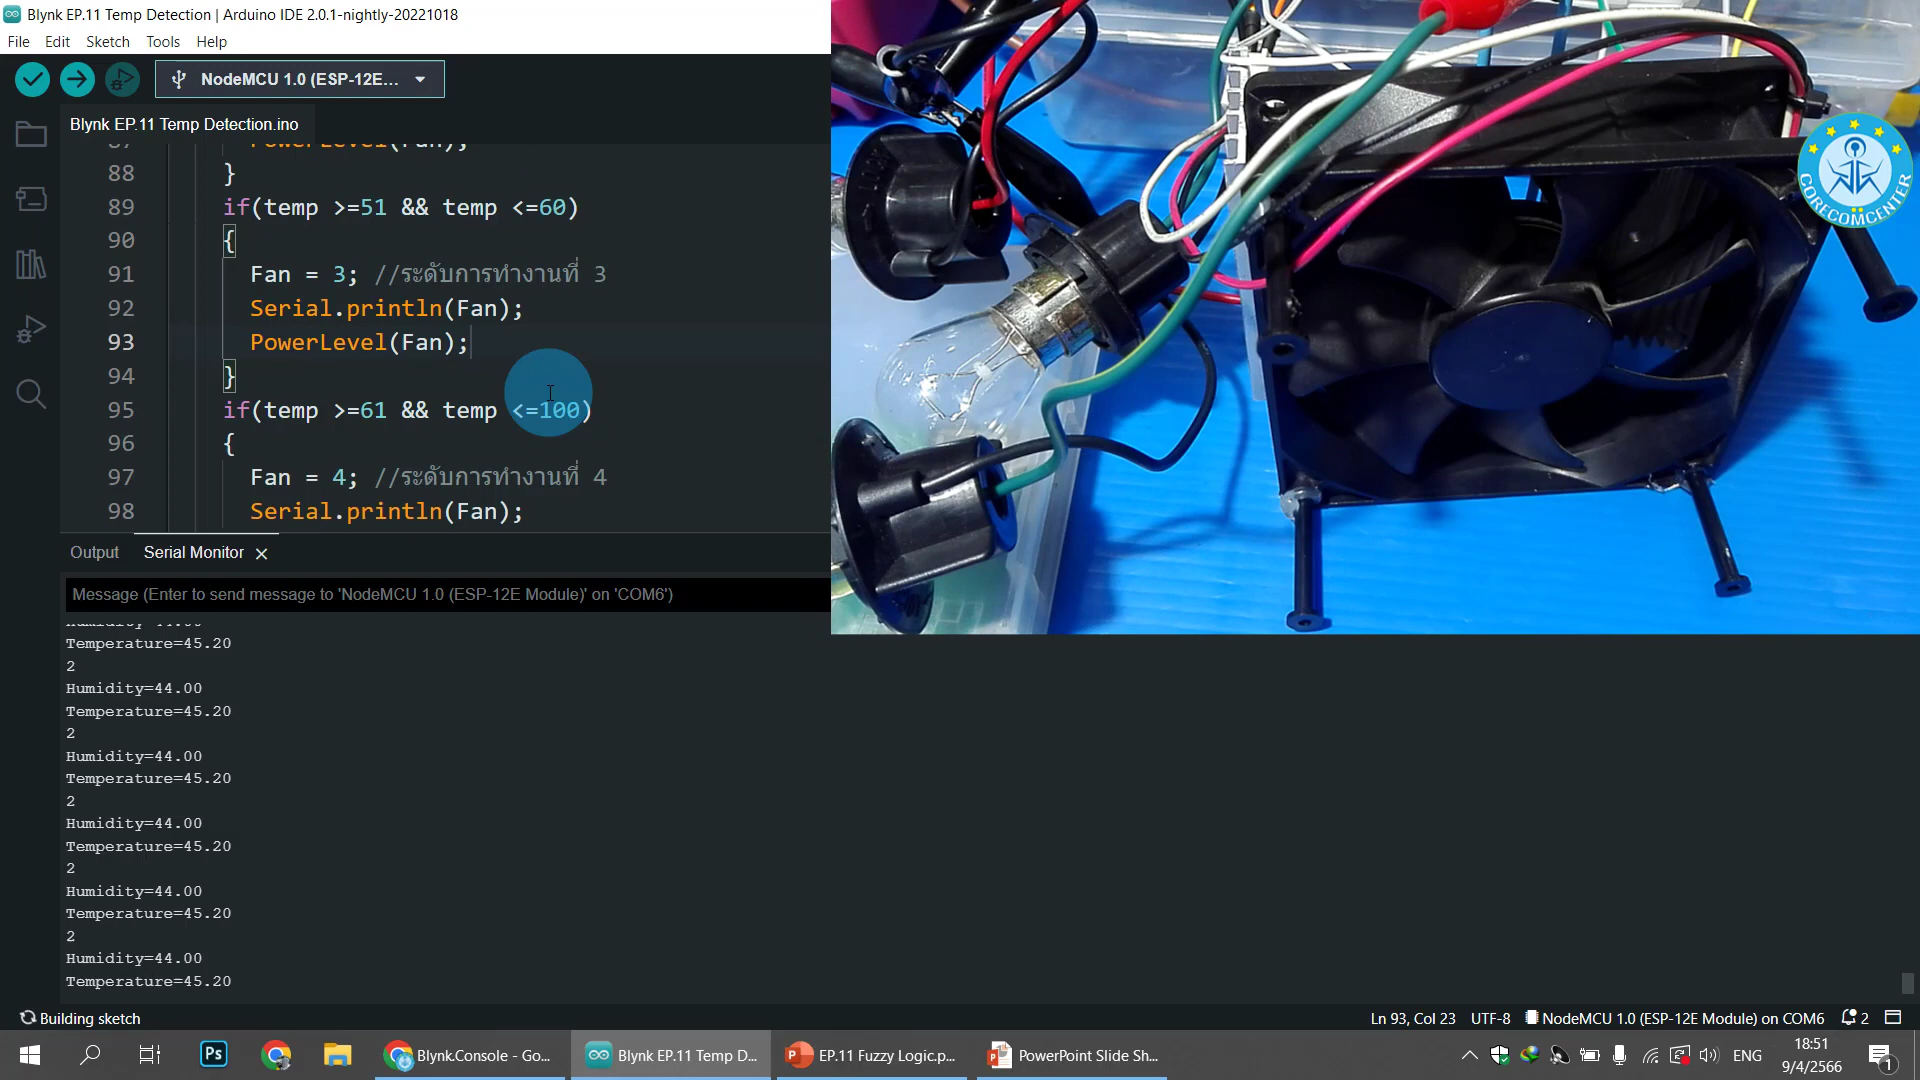 Blynk EP.11 Temp Detection | Arduino IDE 2.0.1-nightly-20221018
File Edit Sketch Tools Help
NodeMCU 1.0 (ESP-12E...
Blynk EP.11 Temp Detection.ino
87 PowerLevel(Fan);
88 }
89 if(temp >=51 && temp <=60)
90 {
91 Fan = 3; //ระดับการทำงานที่ 3
92 Serial.println(Fan);
93 PowerLevel(Fan);
94 }
95 if(temp >=61 && temp <=100)
96 {
97 Fan = 4; //ระดับการทำงานที่ 4
98 Serial.println(Fan);
Output Serial Monitor
Message (Enter to send message to 'NodeMCU 1.0 (ESP-12E Module)' on 'COM6')
Humidity=44.00
Temperature=45.20
2
Humidity=44.00
Temperature=45.20
2
Humidity=44.00
Temperature=45.20
2
Humidity=44.00
Temperature=45.20
2
Humidity=44.00
Temperature=45.20
2
Humidity=44.00
Temperature=45.20
CORECOMCENTER
Building sketch
Ln 93, Col 23 UTF-8 NodeMCU 1.0 (ESP-12E Module) on COM6 2
Ps
Blynk.Console - Go...
Blynk EP.11 Temp D...
EP.11 Fuzzy Logic.p...
PowerPoint Slide Sh...
ENG
18:51
9/4/2566
1